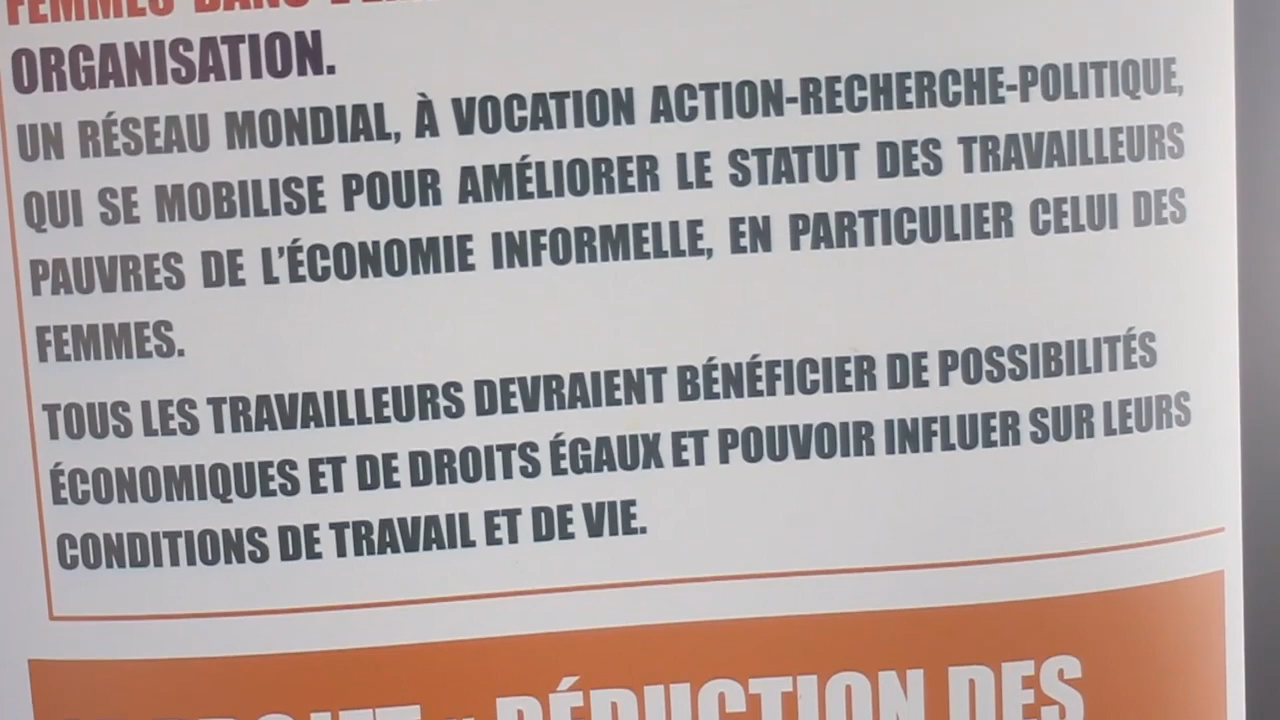 FEMMES DANS
ORGANISATION.
UN RÉSEAU MONDIAL, À VOCATION ACTION-RECHERCHE-POLITIQUE,
QUI SE MOBILISE POUR AMÉLIORER LE STATUT DES TRAVAILLEURS
PAUVRES DE L'ÉCONOMIE INFORMELLE, EN PARTICULIER CELUI DES
FEMMES.
TOUS LES TRAVAILLEURS DEVRAIENT BÉNÉFICIER DE POSSIBILITÉS
ÉCONOMIQUES ET DE DROITS ÉGAUX ET POUVOIR INFLUER SUR LEURS
CONDITIONS DE TRAVAIL ET DE VIE.
RÉDUCTION DES